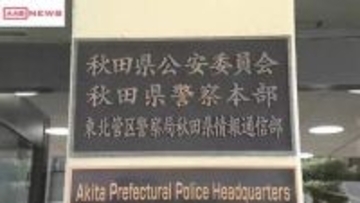 AAB NEWS
秋田県公安委員会
秋田県警察本部
東北管区警察局秋田県情報通信部
Akita Prefectural Police Headquarters